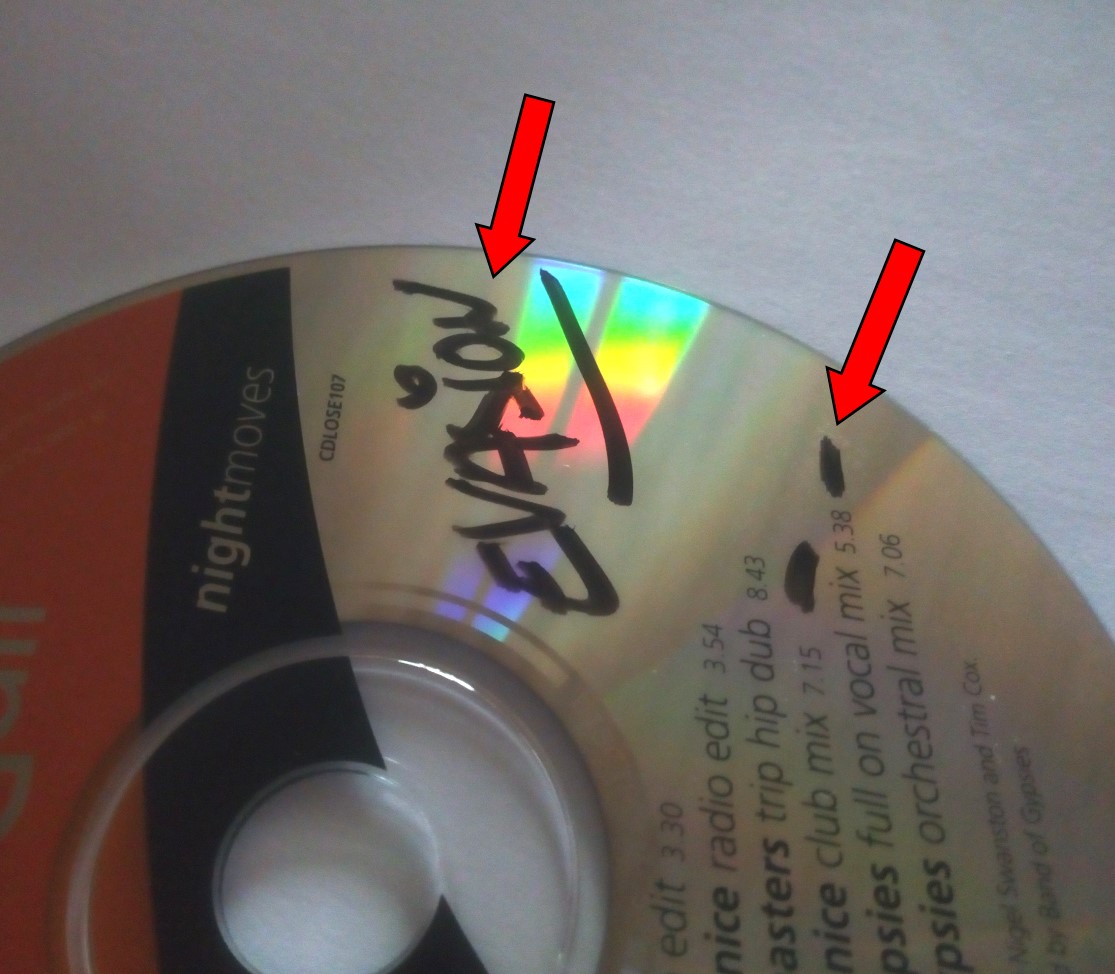 nightmoves
CDLOSE107
EVASION
edit 3.30
nice radio edit 3.54
asters trip hip dub 8.43
nice club mix 7.15
psies full on vocal mix 5.38
psies orchestral mix 7.06
Nigel Swanston and Tim Cox.
by Band of Gypsies